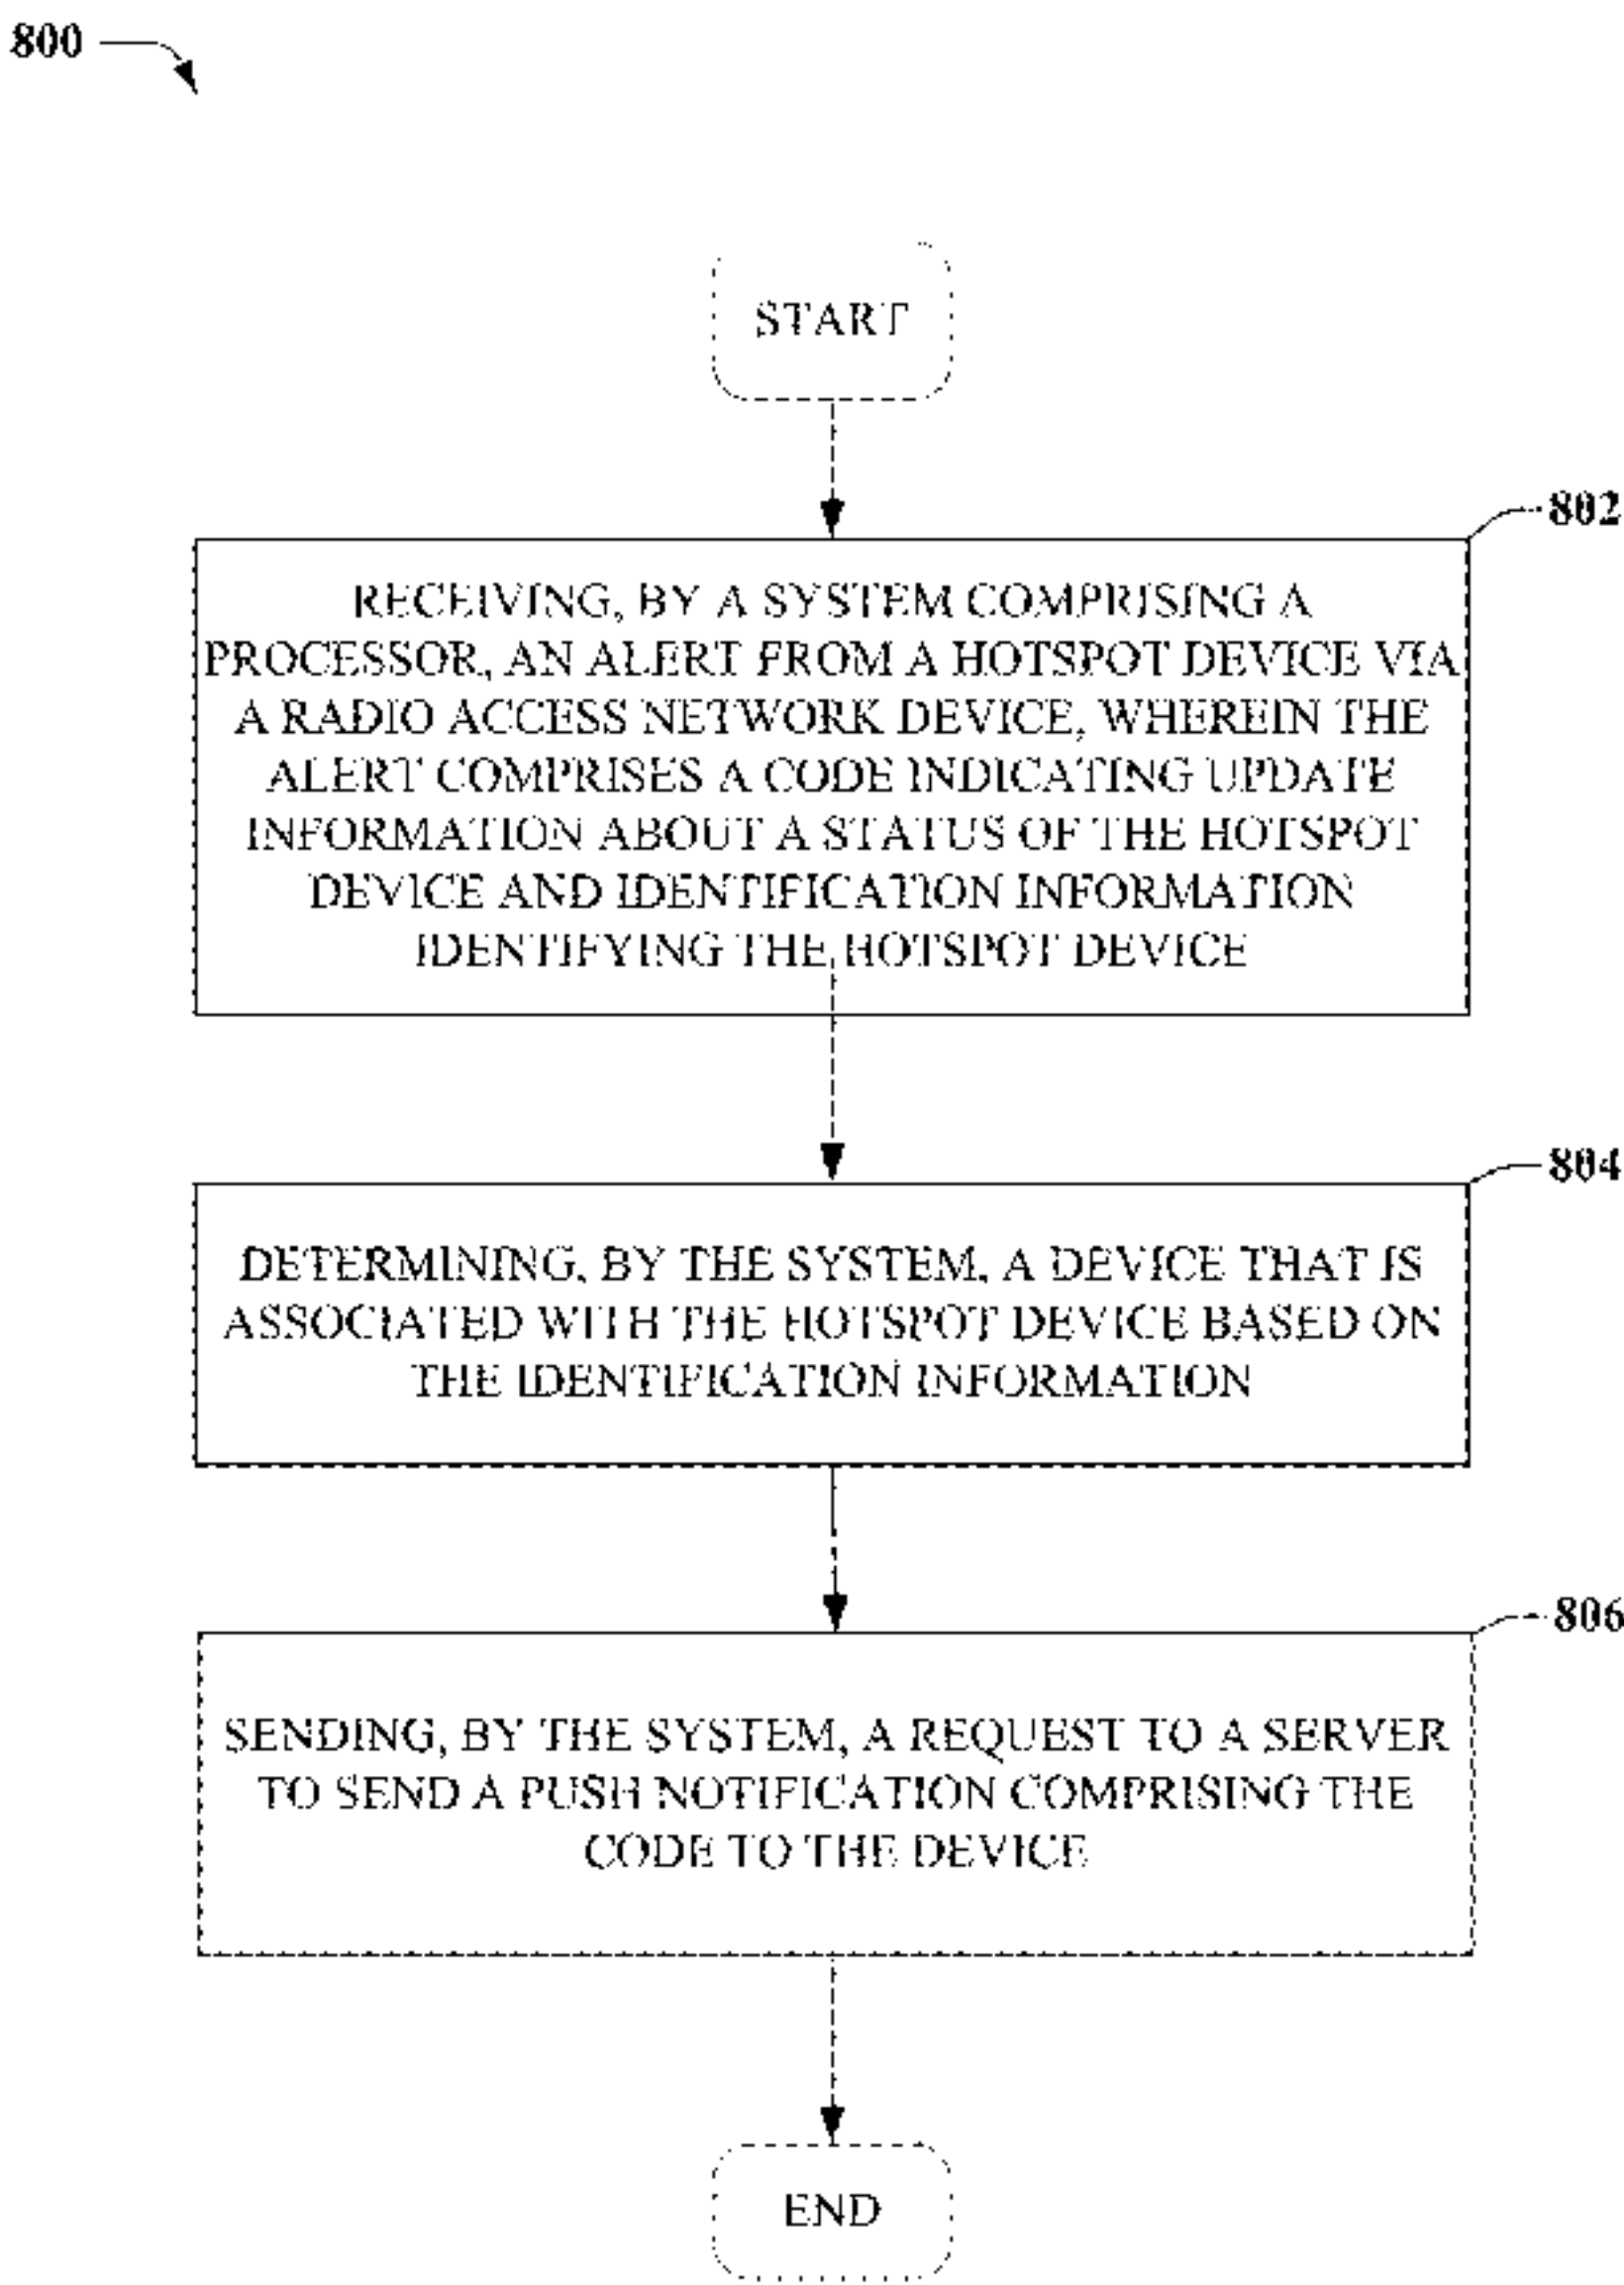 800
START
802
RECEIVING, BY A SYSTEM COMPRISING A
PROCESSOR, AN ALERT FROM A HOTSPOT DEVICE VIA
A RADIO ACCESS NETWORK DEVICE, WHEREIN THE
ALERT COMPRISES A CODE INDICATING UPDATE
INFORMATION ABOUT A STATUS OF THE HOTSPOT
DEVICE AND IDENTIFICATION INFORMATION
IDENTIFYING THE HOTSPOT DEVICE
804
DETERMINING, BY THE SYSTEM, A DEVICE THAT IS
ASSOCIATED WITH THE HOTSPOT DEVICE BASED ON
THE IDENTIFICATION INFORMATION
806
SENDING, BY THE SYSTEM, A REQUEST TO A SERVER
TO SEND A PUSH NOTIFICATION COMPRISING THE
CODE TO THE DEVICE
END